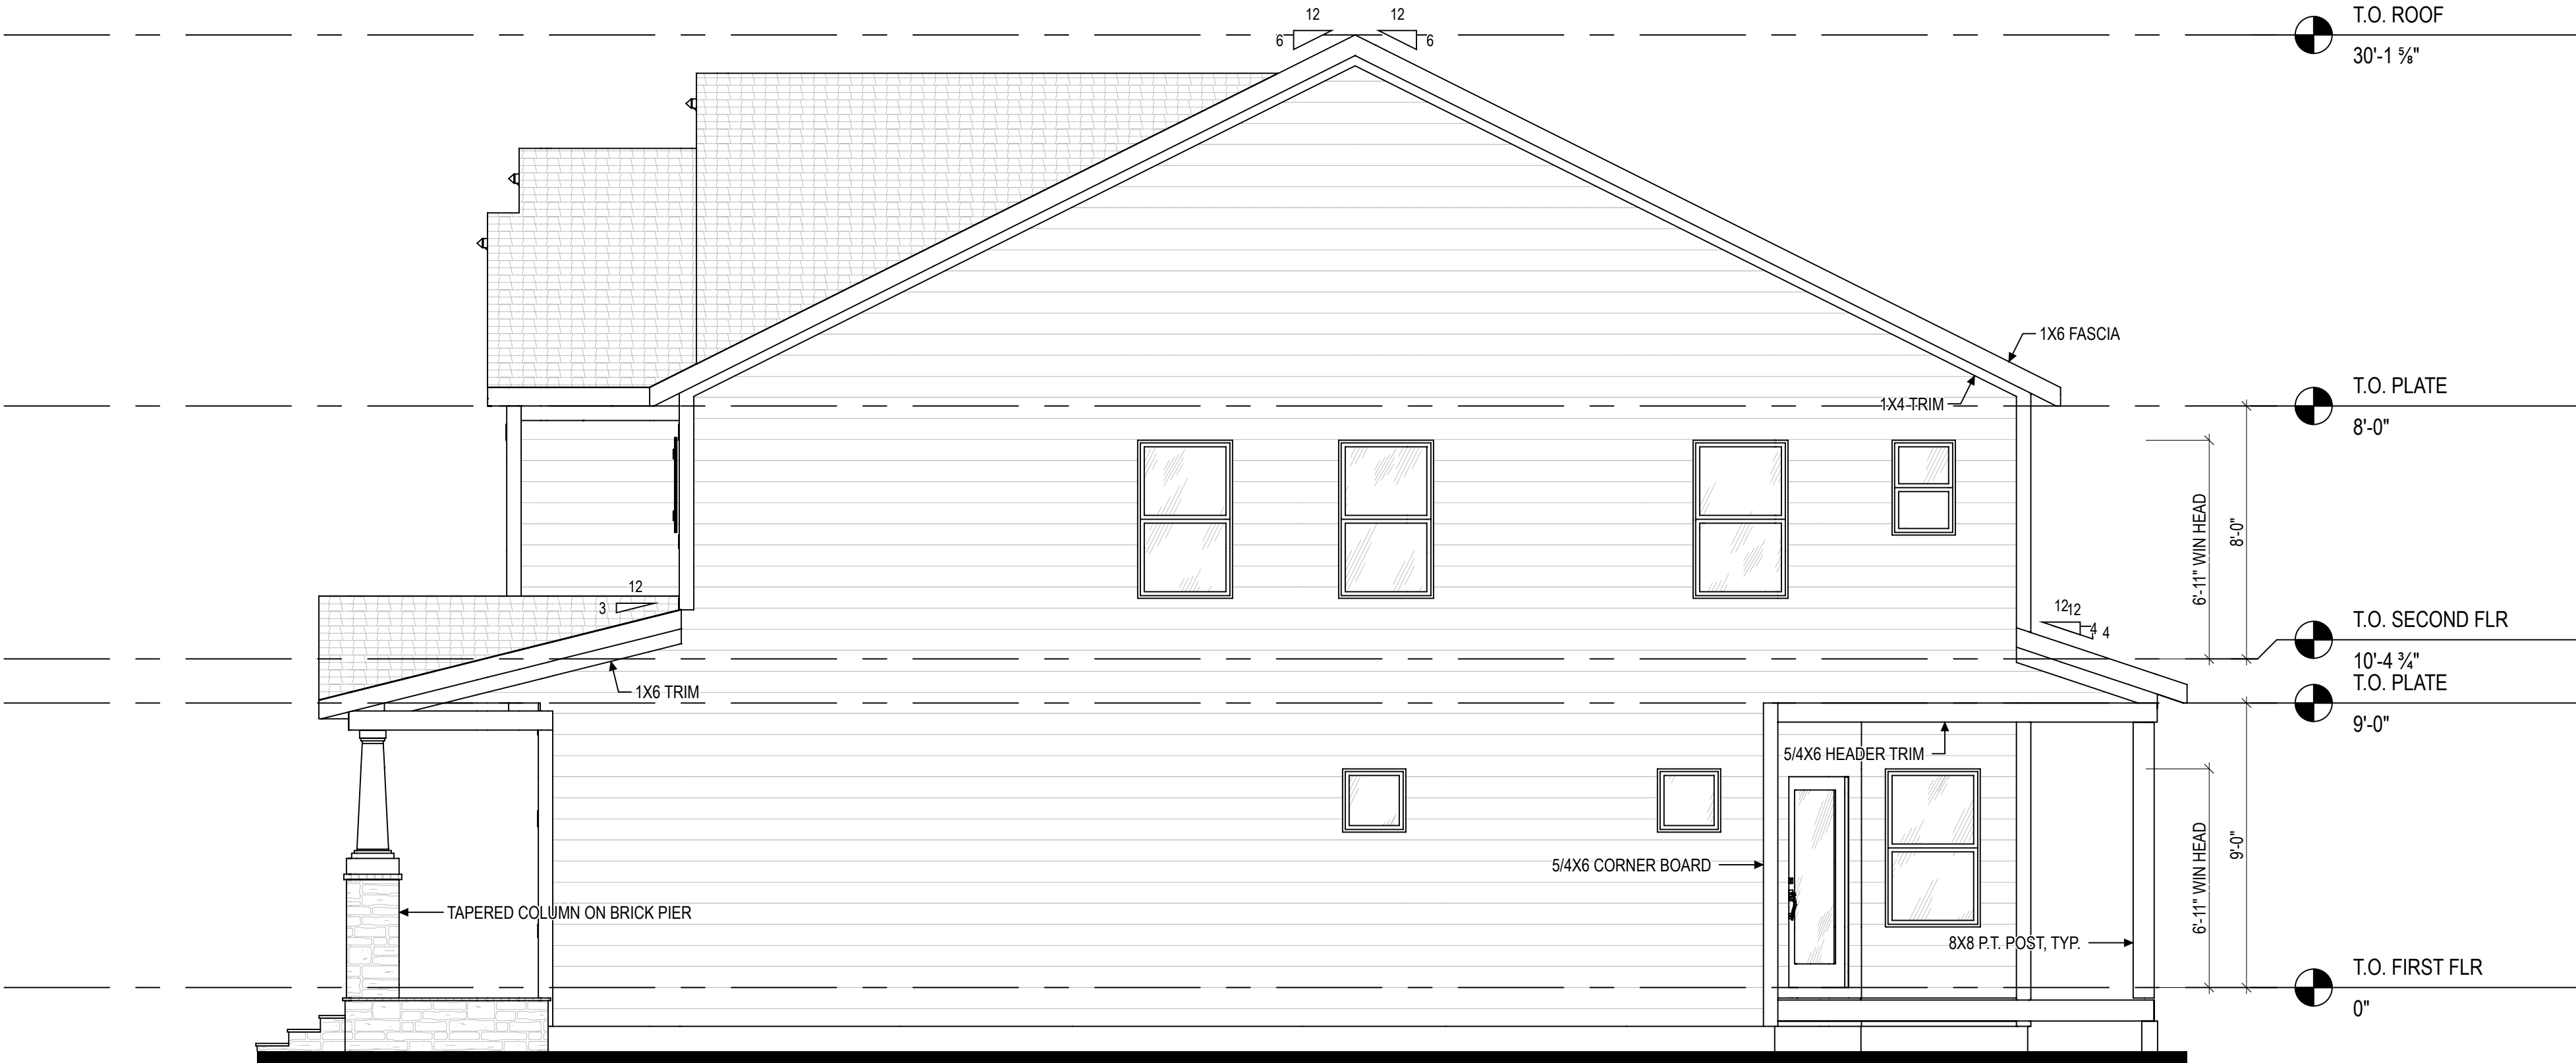 12 12
6 6
T.O. ROOF
30'-1 ⅝"
1X6 FASCIA
1X4 TRIM
T.O. PLATE
8'-0"
6'-11" WIN HEAD
8'-0"
12
3
12 12
4 4
T.O. SECOND FLR
10'-4 ¾"
T.O. PLATE
9'-0"
1X6 TRIM
5/4X6 HEADER TRIM
5/4X6 CORNER BOARD
6'-11" WIN HEAD
9'-0"
TAPERED COLUMN ON BRICK PIER
8X8 P.T. POST, TYP.
T.O. FIRST FLR
0"